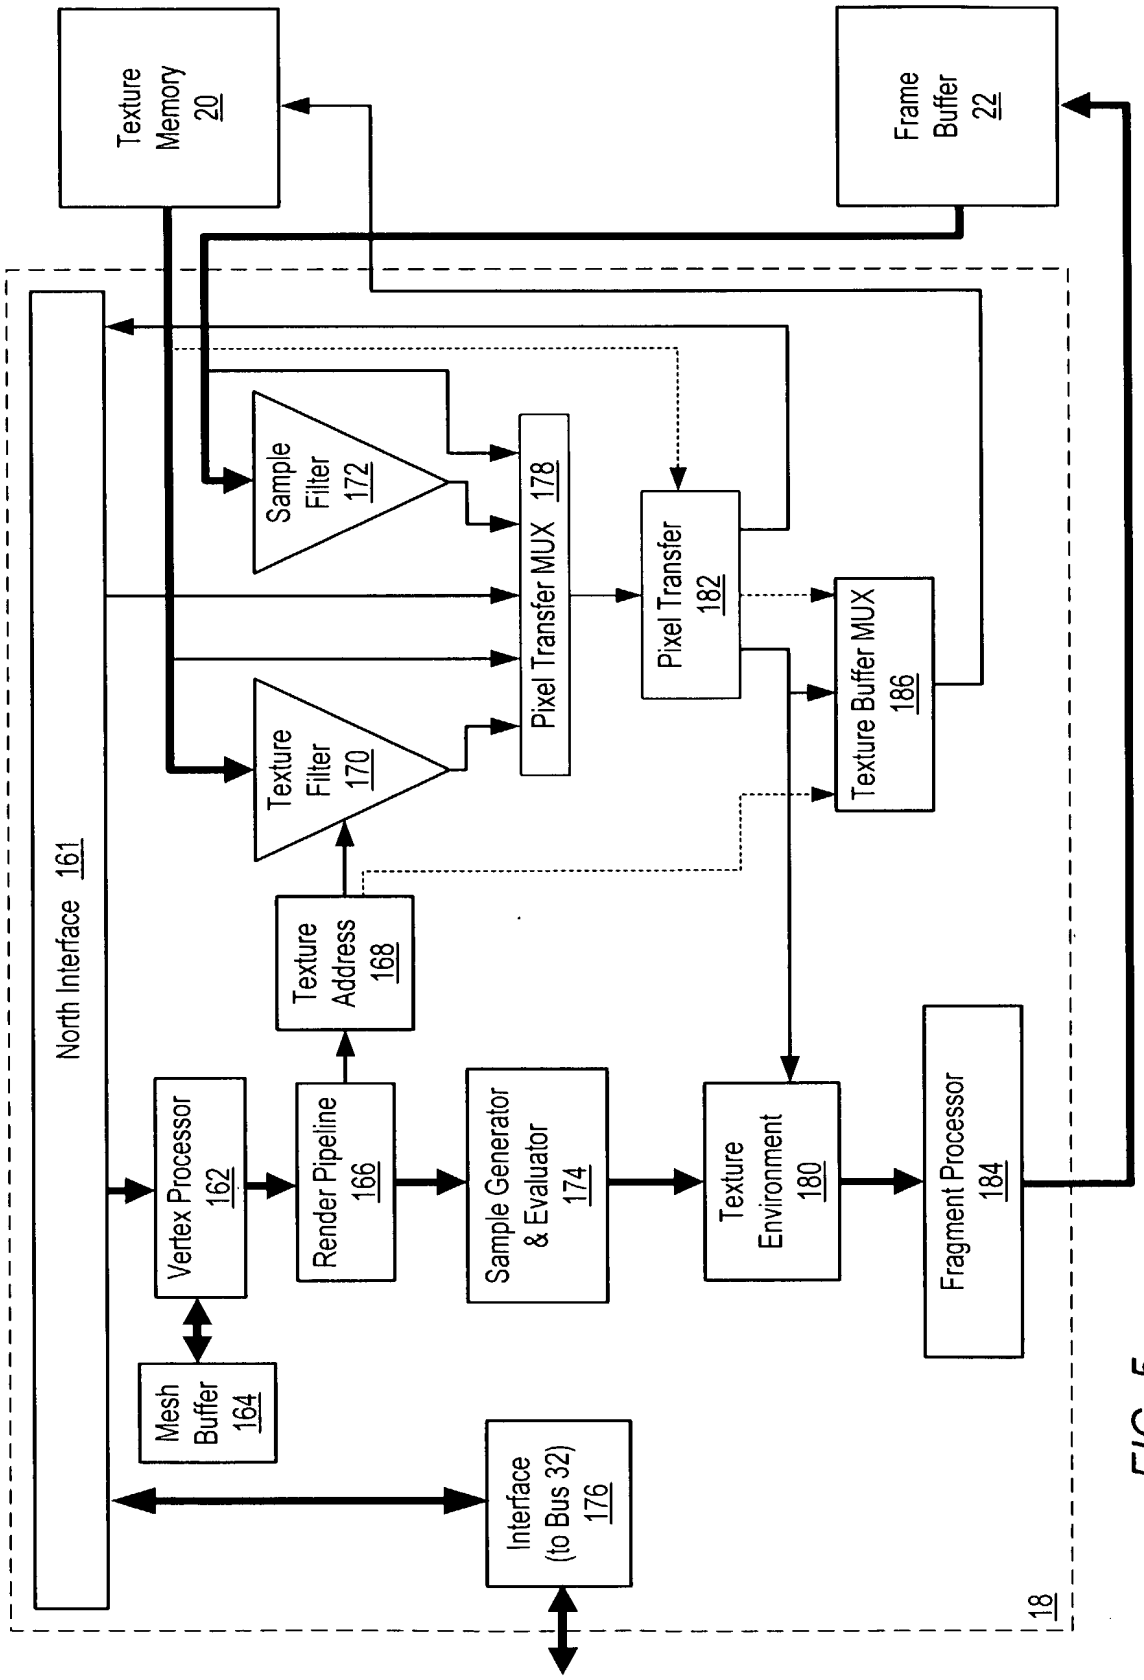 North Interface 161
Texture
Memory
20
Mesh
Buffer
164
Vertex Processor
162
Render Pipeline
166
Texture
Address
168
Texture
Filter
170
Sample
Filter
172
Interface
(to Bus 32)
176
Sample Generator
& Evaluator
174
Pixel Transfer MUX 178
Pixel Transfer
182
Texture
Environment
180
Texture Buffer MUX
186
Fragment Processor
184
Frame
Buffer
22
18
FIG. 5